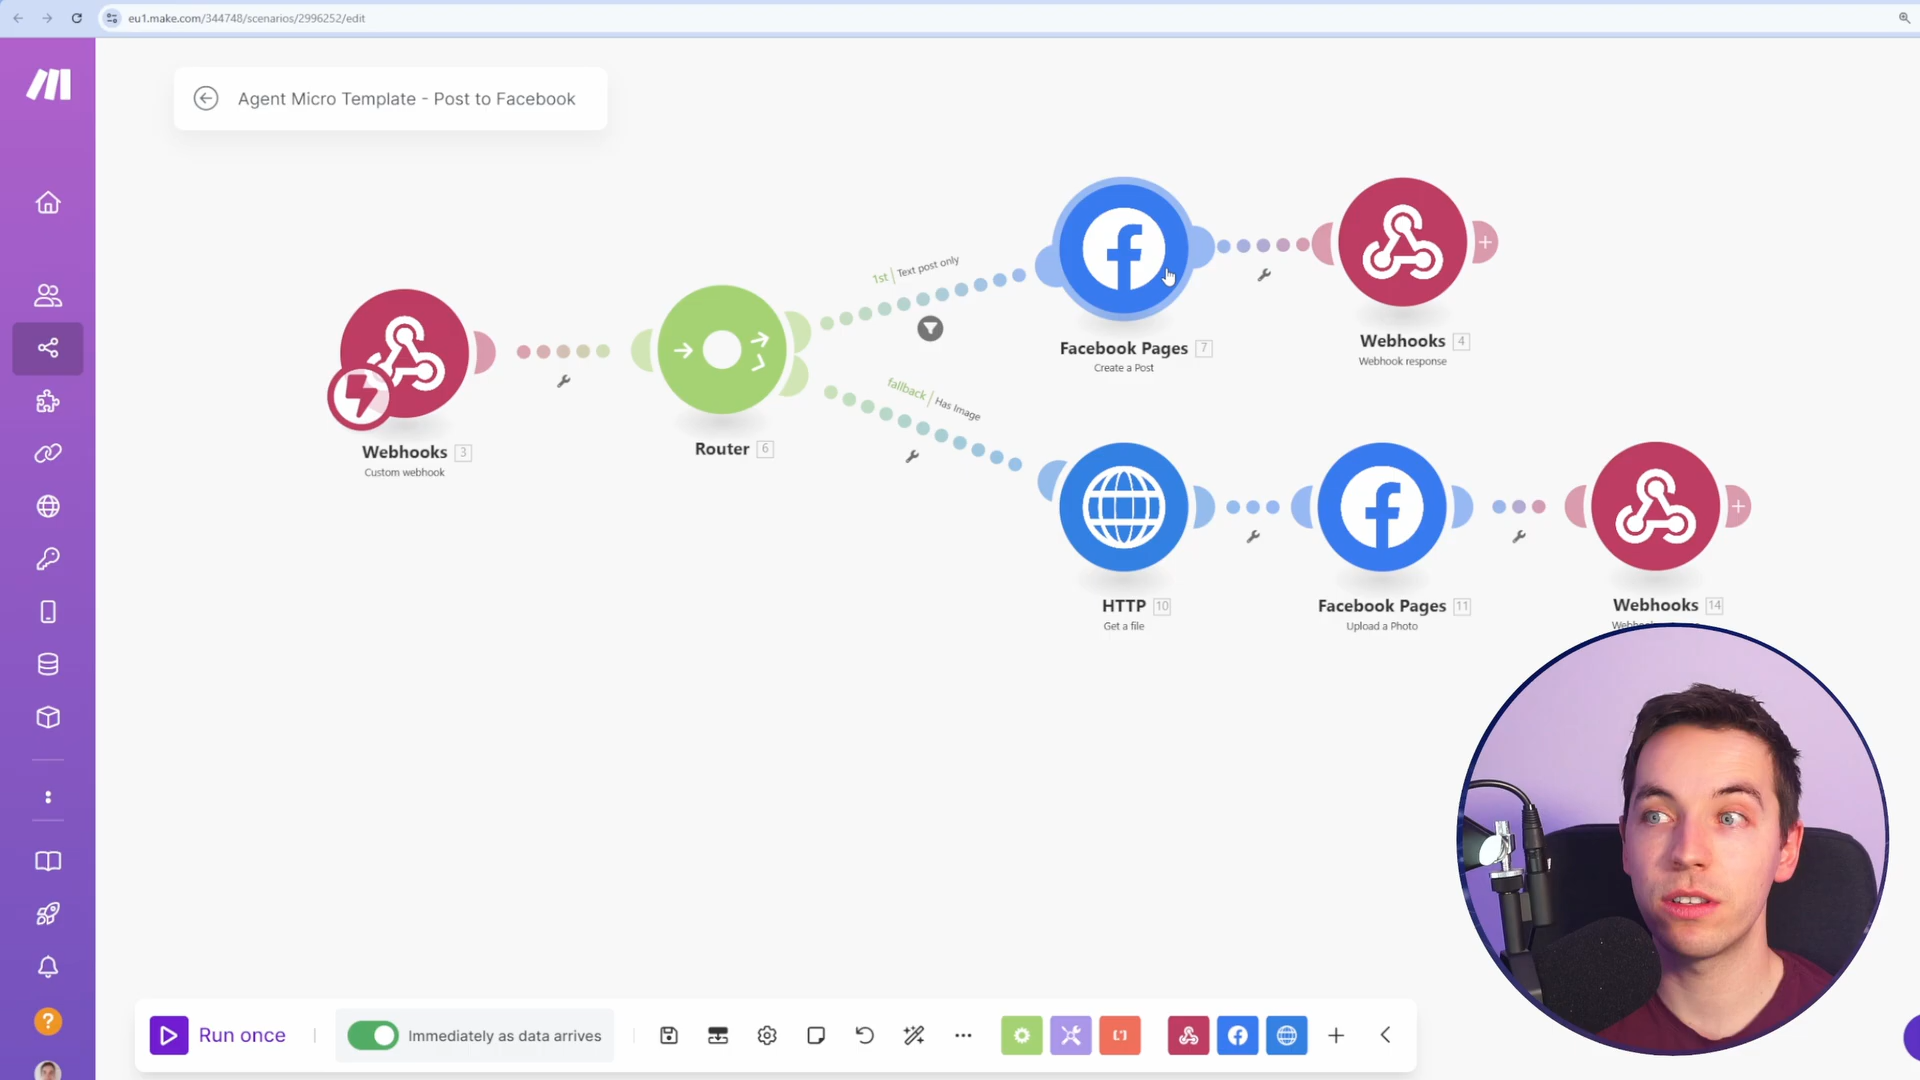 eu1.make.com/344748/scenarios/2996252/edit
Agent Micro Template - Post to Facebook
1st | Text post only
Facebook Pages 7
Create a Post
Webhooks 4
Webhook response
Webhooks 3
Custom webhook
Router 6
fallback | Has Image
HTTP 10
Get a file
Facebook Pages 11
Upload a Photo
Webhooks 14
?
Run once
Immediately as data arrives